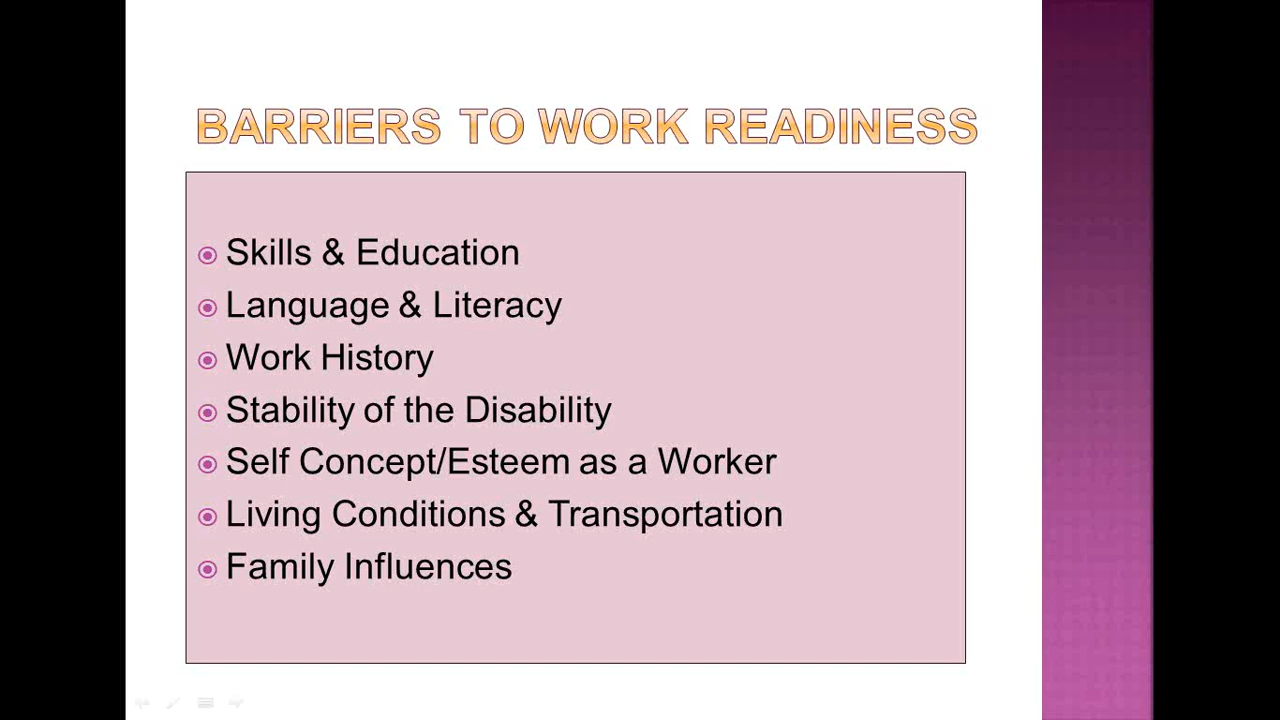 BARRIERS TO WORK READINESS
Skills & Education
Language & Literacy
Work History
Stability of the Disability
Self Concept/Esteem as a Worker
Living Conditions & Transportation
Family Influences